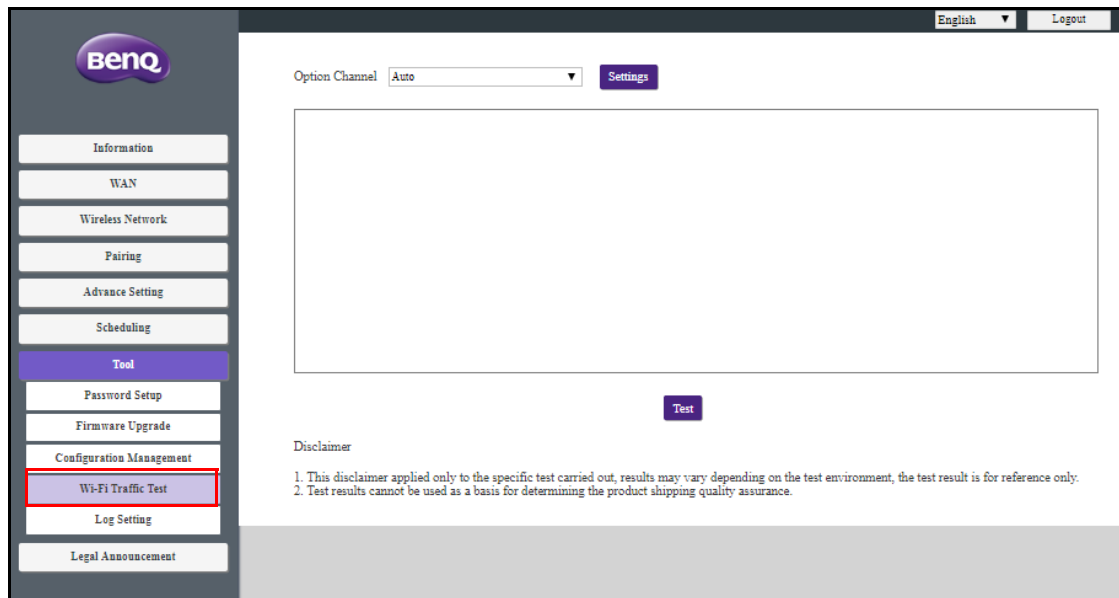 English
Logout
BenQ
Option Channel Auto Settings
Information
WAN
Wireless Network
Pairing
Advance Setting
Scheduling
Tool
Password Setup
Firmware Upgrade
Configuration Management
Wi-Fi Traffic Test
Log Setting
Legal Announcement
Test
Disclaimer
1. This disclaimer applied only to the specific test carried out, results may vary depending on the test environment, the test result is for reference only.
2. Test results cannot be used as a basis for determining the product shipping quality assurance.